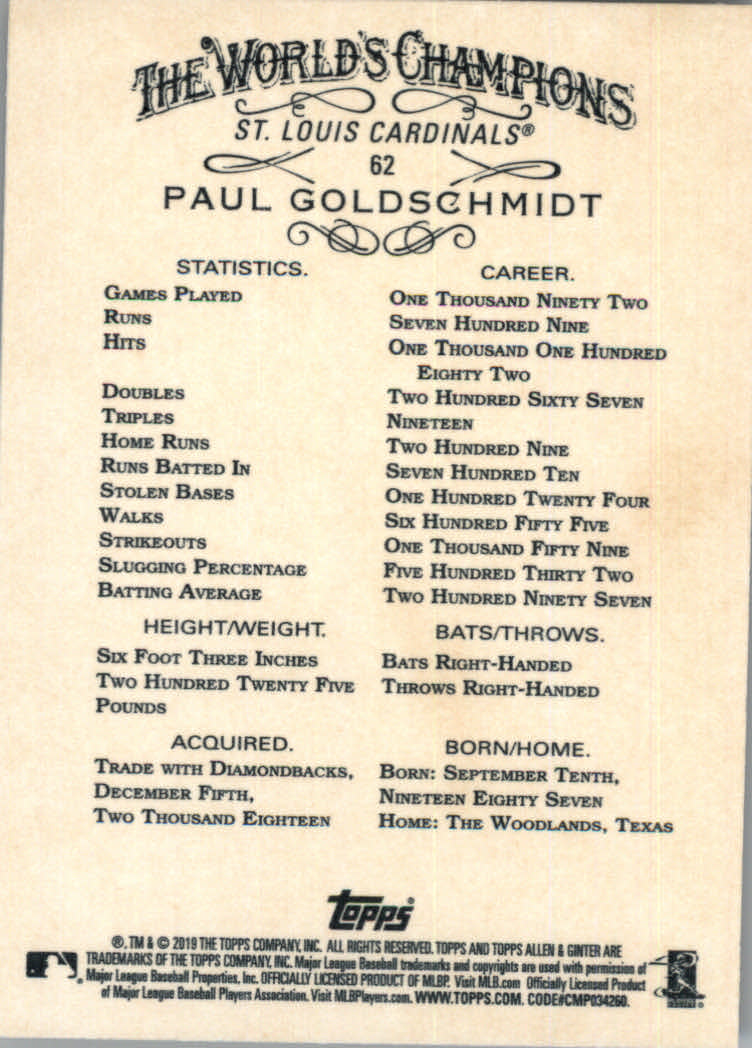 THE WORLD'S CHAMPIONS
ST. LOUIS CARDINALS®
62
PAUL GOLDSCHMIDT
STATISTICS.
GAMES PLAYED
RUNS
HITS
DOUBLES
TRIPLES
HOME RUNS
RUNS BATTED IN
STOLEN BASES
WALKS
STRIKEOUTS
SLUGGING PERCENTAGE
BATTING AVERAGE
CAREER.
ONE THOUSAND NINETY TWO
SEVEN HUNDRED NINE
ONE THOUSAND ONE HUNDRED
EIGHTY TWO
TWO HUNDRED SIXTY SEVEN
NINETEEN
TWO HUNDRED NINE
SEVEN HUNDRED TEN
ONE HUNDRED TWENTY FOUR
SIX HUNDRED FIFTY FIVE
ONE THOUSAND FIFTY NINE
FIVE HUNDRED THIRTY TWO
TWO HUNDRED NINETY SEVEN
HEIGHT/WEIGHT.
SIX FOOT THREE INCHES
TWO HUNDRED TWENTY FIVE
POUNDS
BATS/THROWS.
BATS RIGHT-HANDED
THROWS RIGHT-HANDED
ACQUIRED.
TRADE WITH DIAMONDBACKS,
DECEMBER FIFTH,
TWO THOUSAND EIGHTEEN
BORN/HOME.
BORN: SEPTEMBER TENTH,
NINETEEN EIGHTY SEVEN
HOME: THE WOODLANDS, TEXAS
Topps®
®, TM & © 2019 THE TOPPS COMPANY, INC. ALL RIGHTS RESERVED. TOPPS AND TOPPS ALLEN & GINTER ARE
TRADEMARKS OF THE TOPPS COMPANY, INC. Major League Baseball trademarks and copyrights are used with permission of
Major League Baseball Properties, Inc. OFFICIALLY LICENSED PRODUCT OF MLBP. Visit MLB.com Officially Licensed Product
of Major League Baseball Players Association. Visit MLBPlayers.com. WWW.TOPPS.COM. CODE#CMP034260.